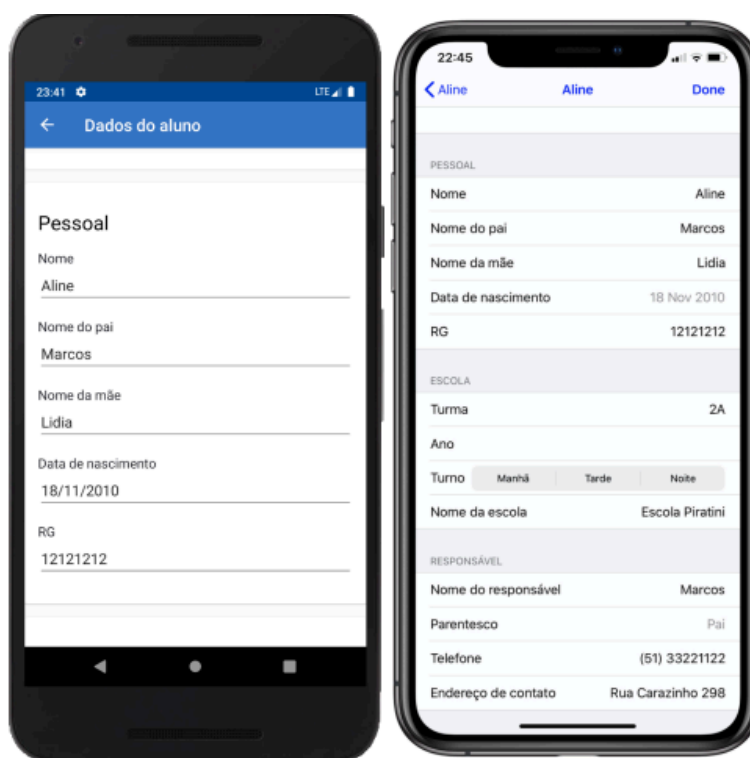 23:41 LTE
Dados do aluno
Pessoal
Nome
Aline
Nome do pai
Marcos
Nome da mãe
Lidia
Data de nascimento
18/11/2010
RG
12121212
22:45
Aline Aline Done
PESSOAL
Nome Aline
Nome do pai Marcos
Nome da mãe Lidia
Data de nascimento 18 Nov 2010
RG 12121212
ESCOLA
Turma 2A
Ano
Turno Manhã Tarde Noite
Nome da escola Escola Piratini
RESPONSÁVEL
Nome do responsável Marcos
Parentesco Pai
Telefone (51) 33221122
Endereço de contato Rua Carazinho 298